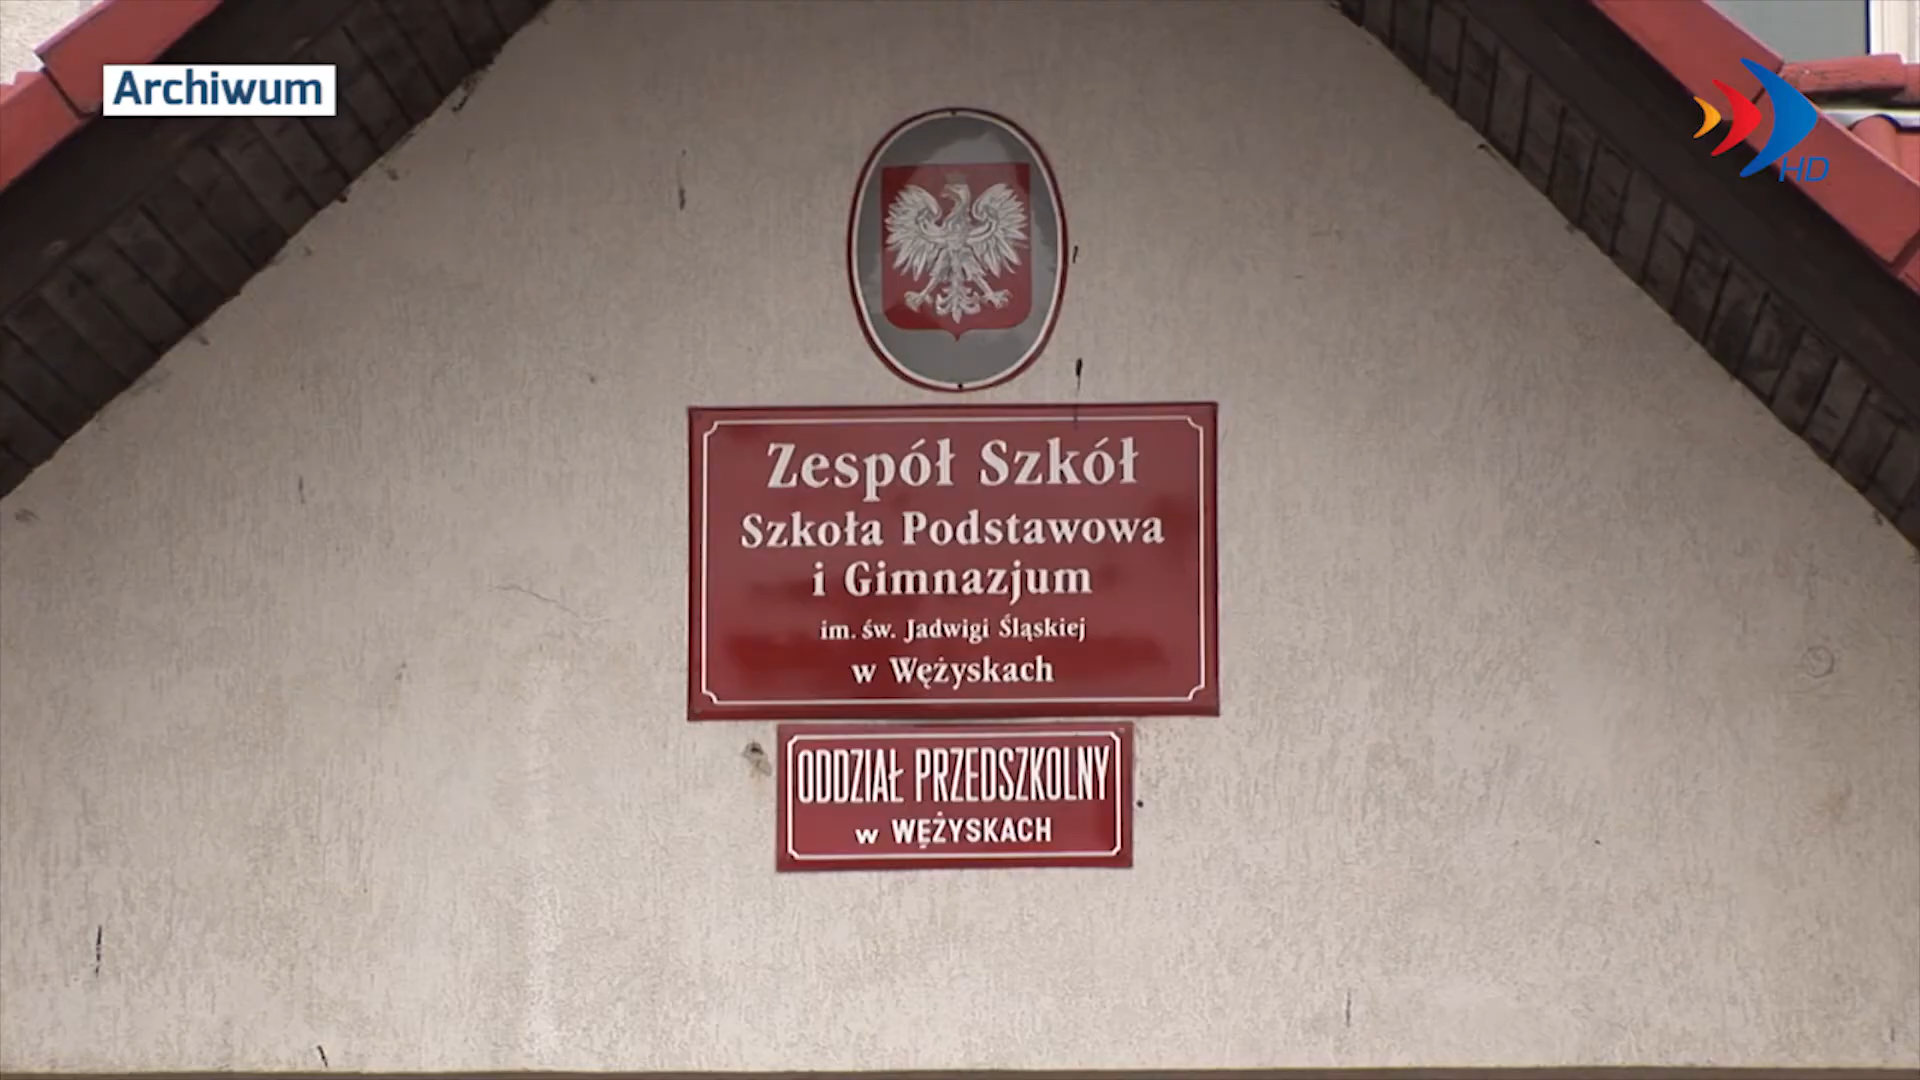 Archiwum
HD
Zespół Szkół
Szkoła Podstawowa
i Gimnazjum
im. św. Jadwigi Śląskiej
w Wężyskach
ODDZIAŁ PRZEDSZKOLNY
w WĘŻYSKACH